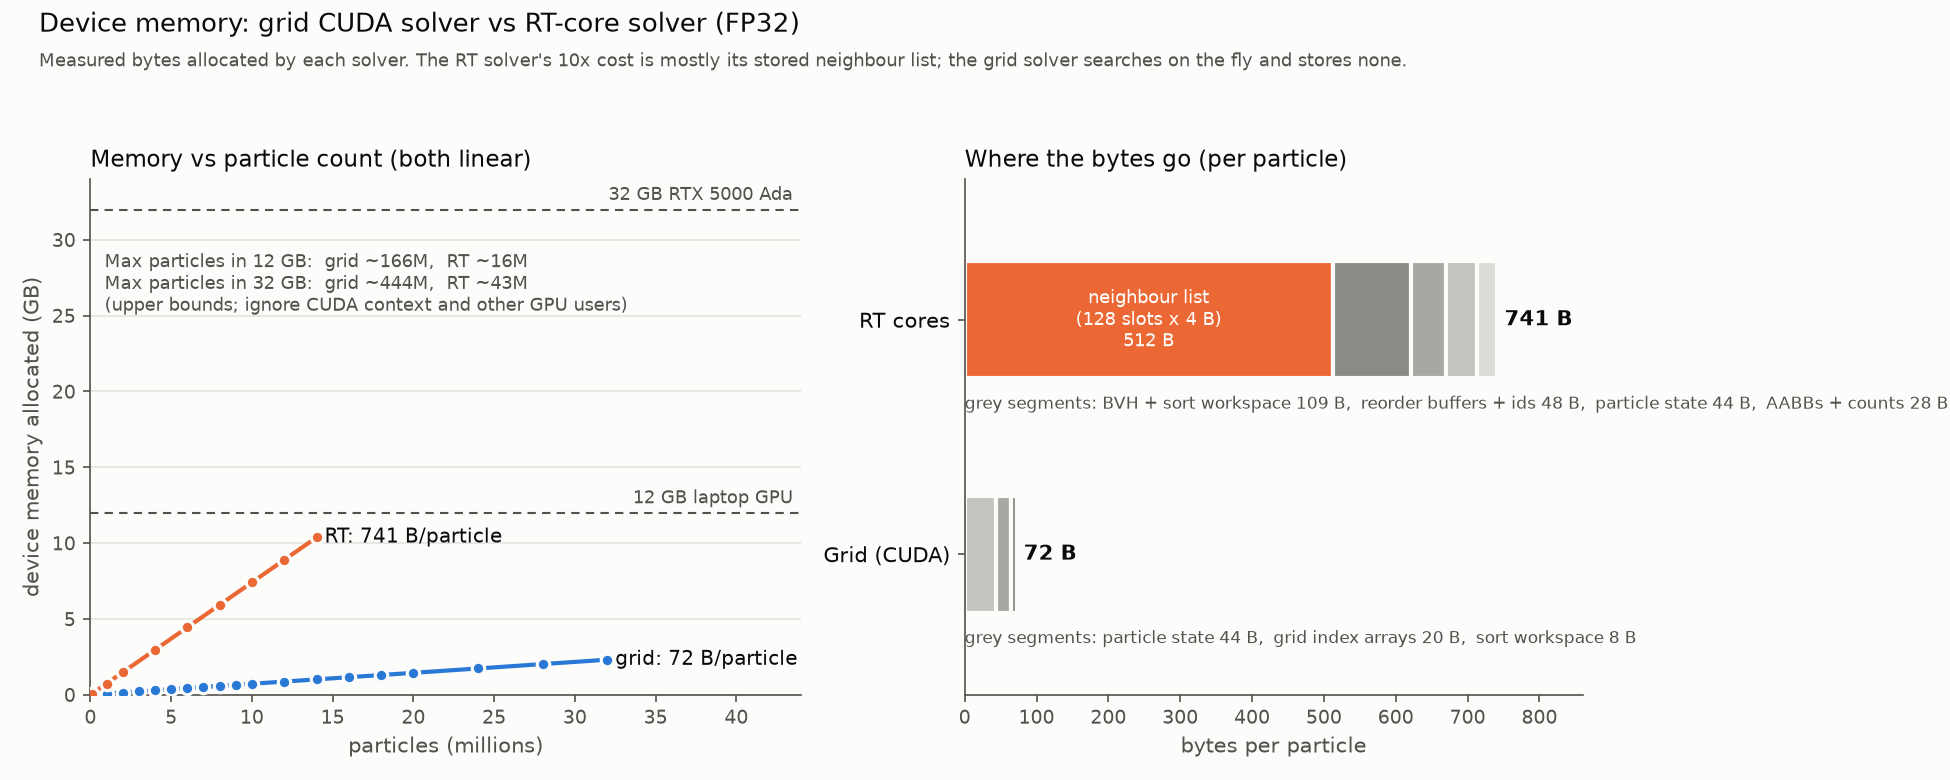 Device memory: grid CUDA solver vs RT-core solver (FP32)
Measured bytes allocated by each solver. The RT solver's 10x cost is mostly its stored neighbour list; the grid solver searches on the fly and stores none.
Memory vs particle count (both linear)
32 GB RTX 5000 Ada
Max particles in 12 GB:  grid ~166M,  RT ~16M
Max particles in 32 GB:  grid ~444M,  RT ~43M
(upper bounds; ignore CUDA context and other GPU users)
12 GB laptop GPU
RT: 741 B/particle
grid: 72 B/particle
device memory allocated (GB)
30
25
20
15
10
5
0
0 5 10 15 20 25 30 35 40
particles (millions)
Where the bytes go (per particle)
RT cores
neighbour list
(128 slots x 4 B)
512 B
741 B
grey segments: BVH + sort workspace 109 B,  reorder buffers + ids 48 B,  particle state 44 B,  AABBs + counts 28 B
Grid (CUDA)
72 B
grey segments: particle state 44 B,  grid index arrays 20 B,  sort workspace 8 B
0 100 200 300 400 500 600 700 800
bytes per particle